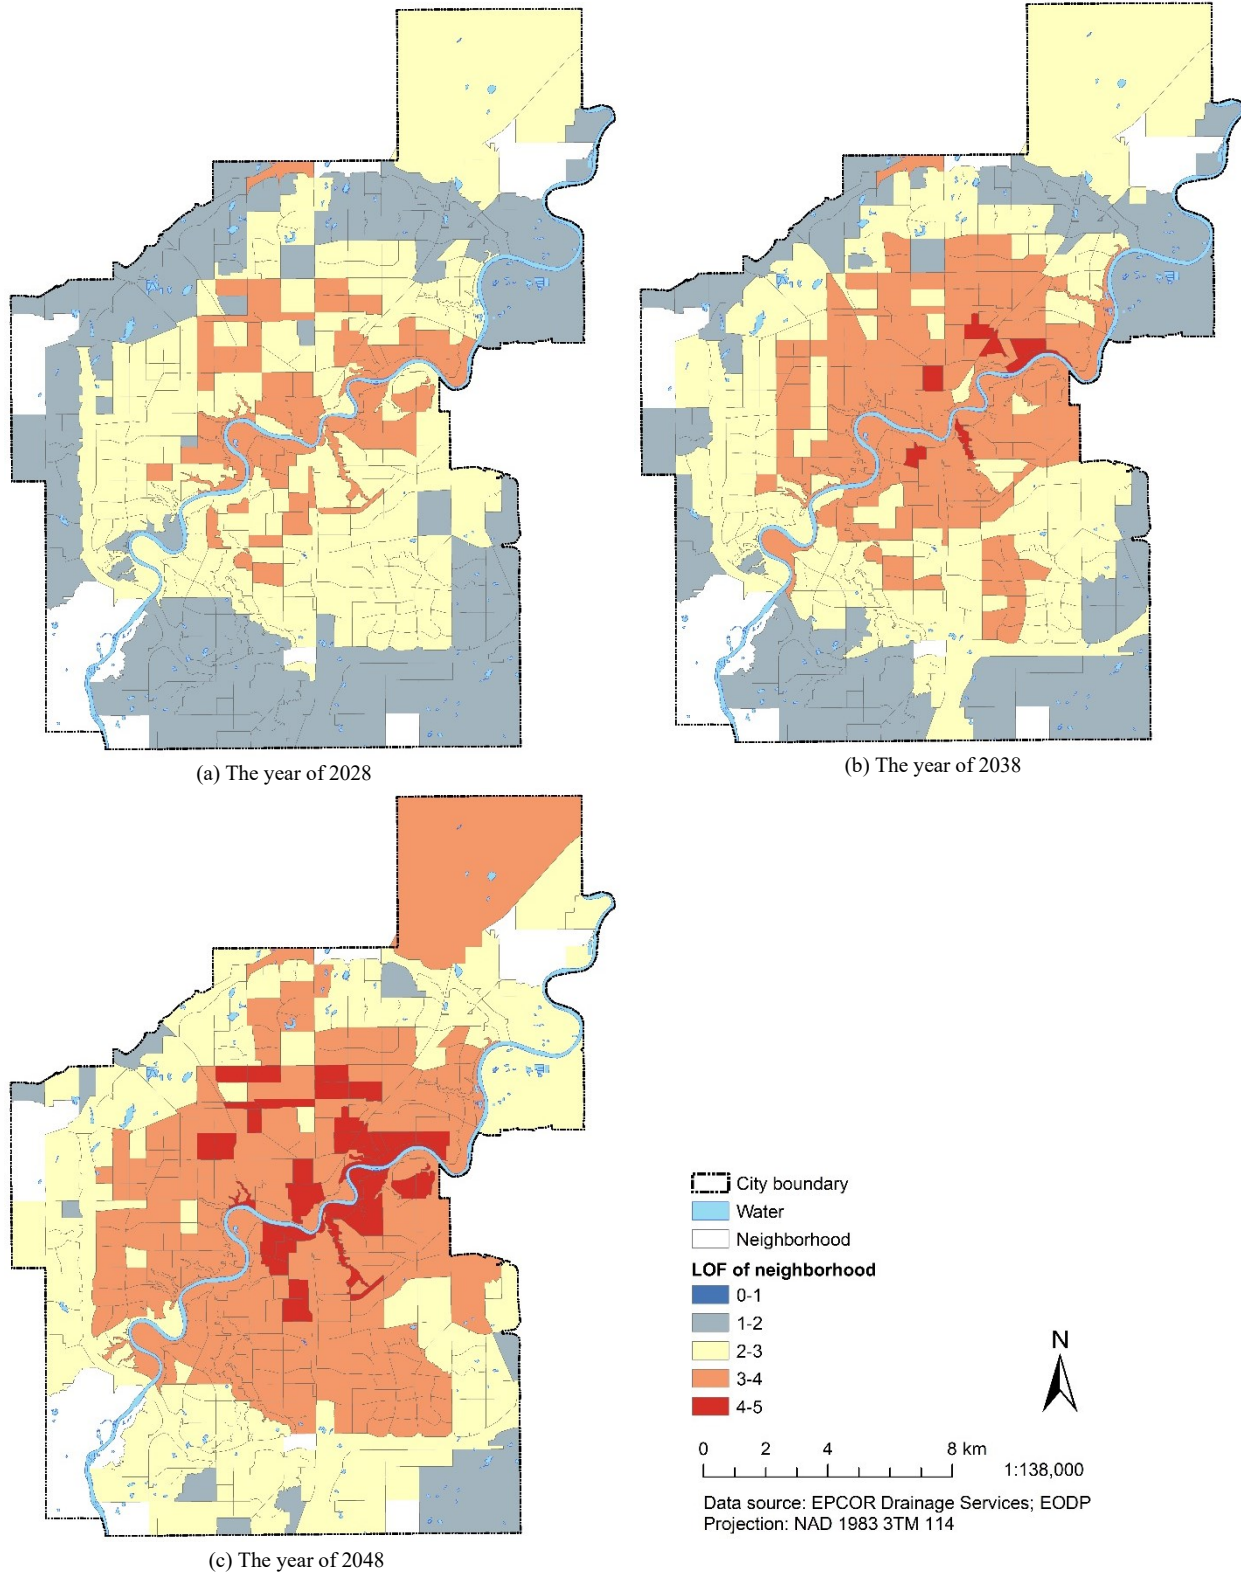 (a) The year of 2028
(b) The year of 2038
City boundary
Water
Neighborhood
LOF of neighborhood
0-1
1-2
2-3
3-4
4-5
N
0 2 4 8 km
1:138,000
Data source: EPCOR Drainage Services; EODP
Projection: NAD 1983 3TM 114
(c) The year of 2048